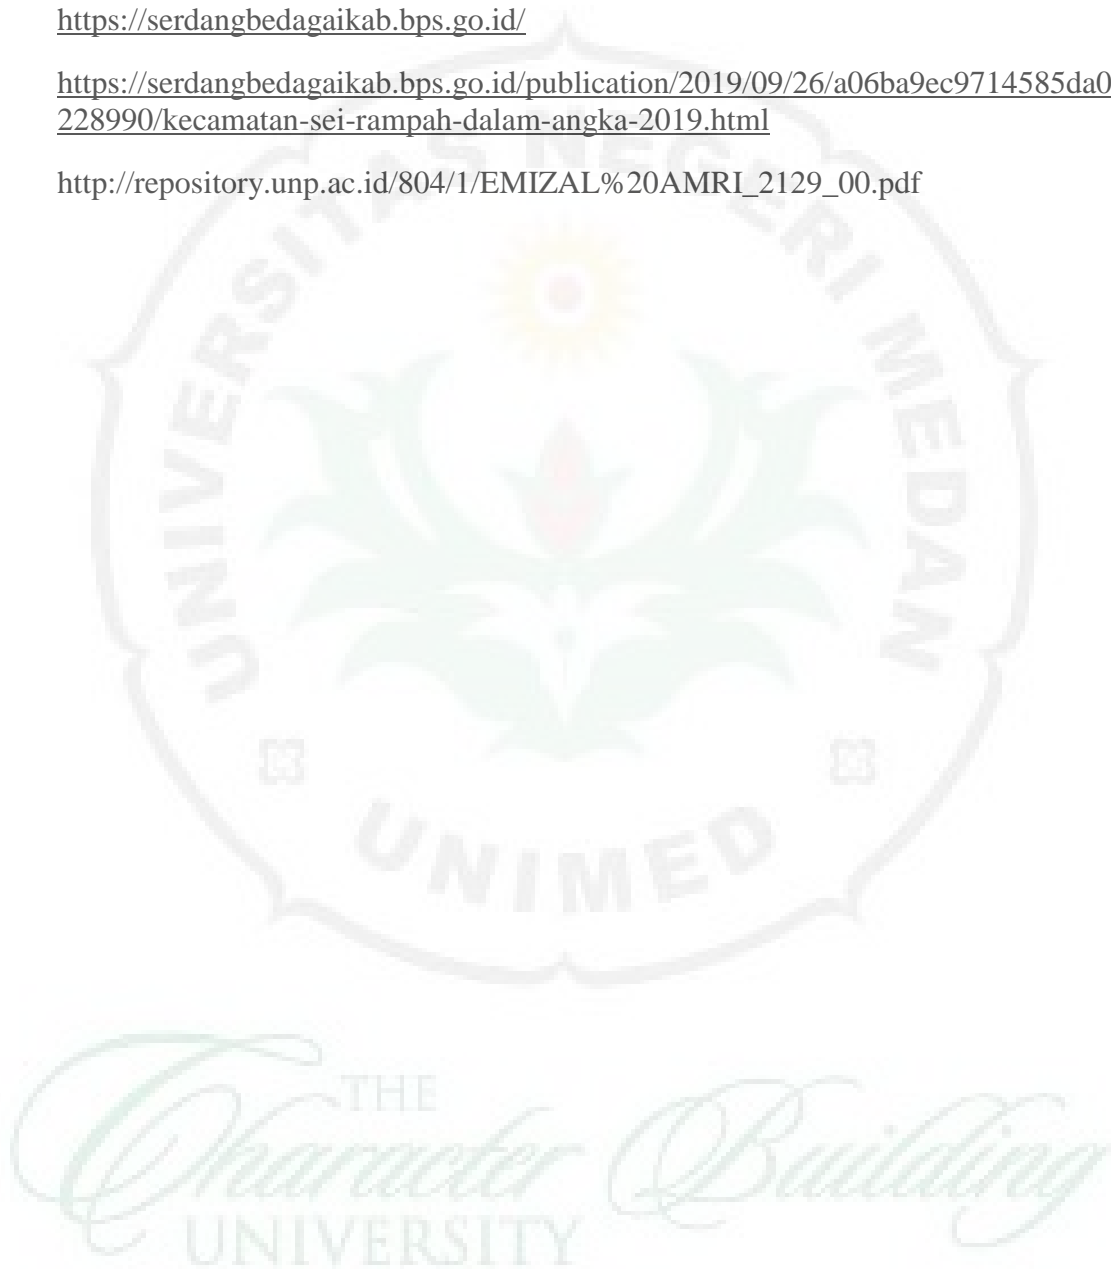 https://serdangbedagaikab.bps.go.id/
https://serdangbedagaikab.bps.go.id/publication/2019/09/26/a06ba9ec9714585da0
228990/kecamatan-sei-rampah-dalam-angka-2019.html
http://repository.unp.ac.id/804/1/EMIZAL%20AMRI_2129_00.pdf
UNIVERSITAS NEGERI MEDAN
UNIMED
THE
Character Building
UNIVERSITY